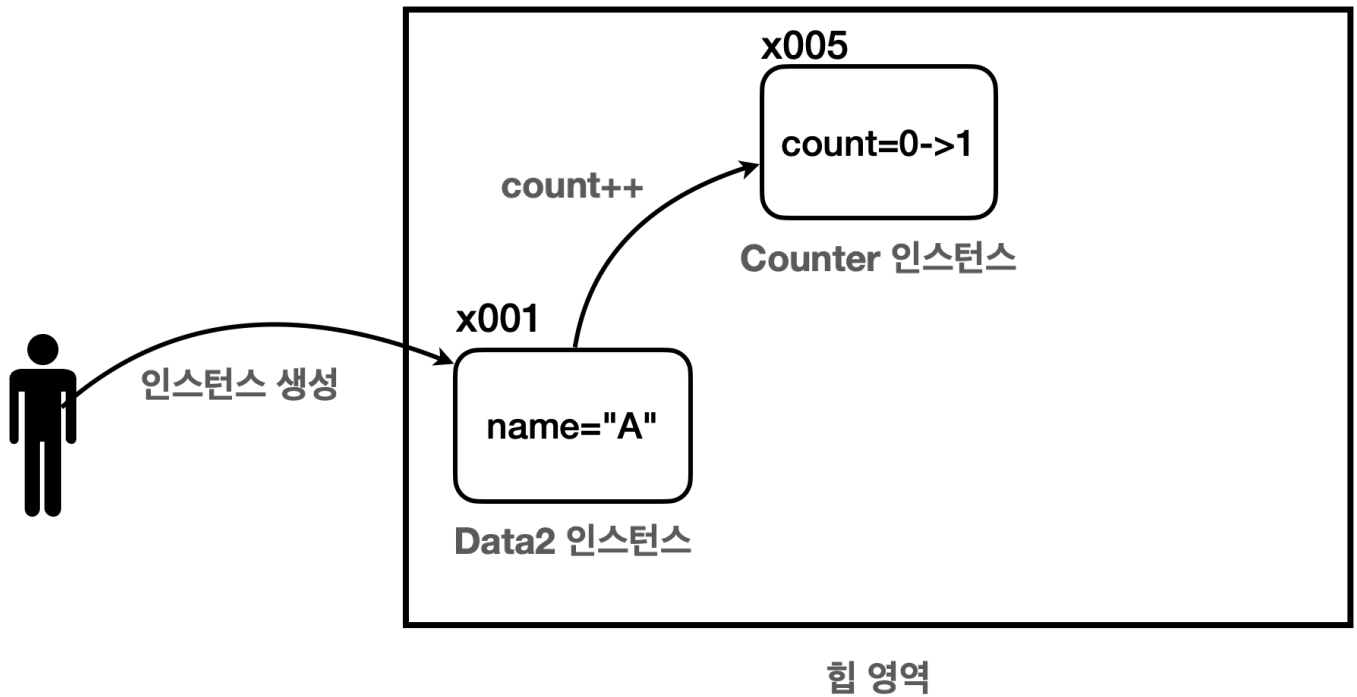 x005
count=0->1
count++
Counter 인스턴스
x001
인스턴스 생성
name="A"
Data2 인스턴스
힙 영역